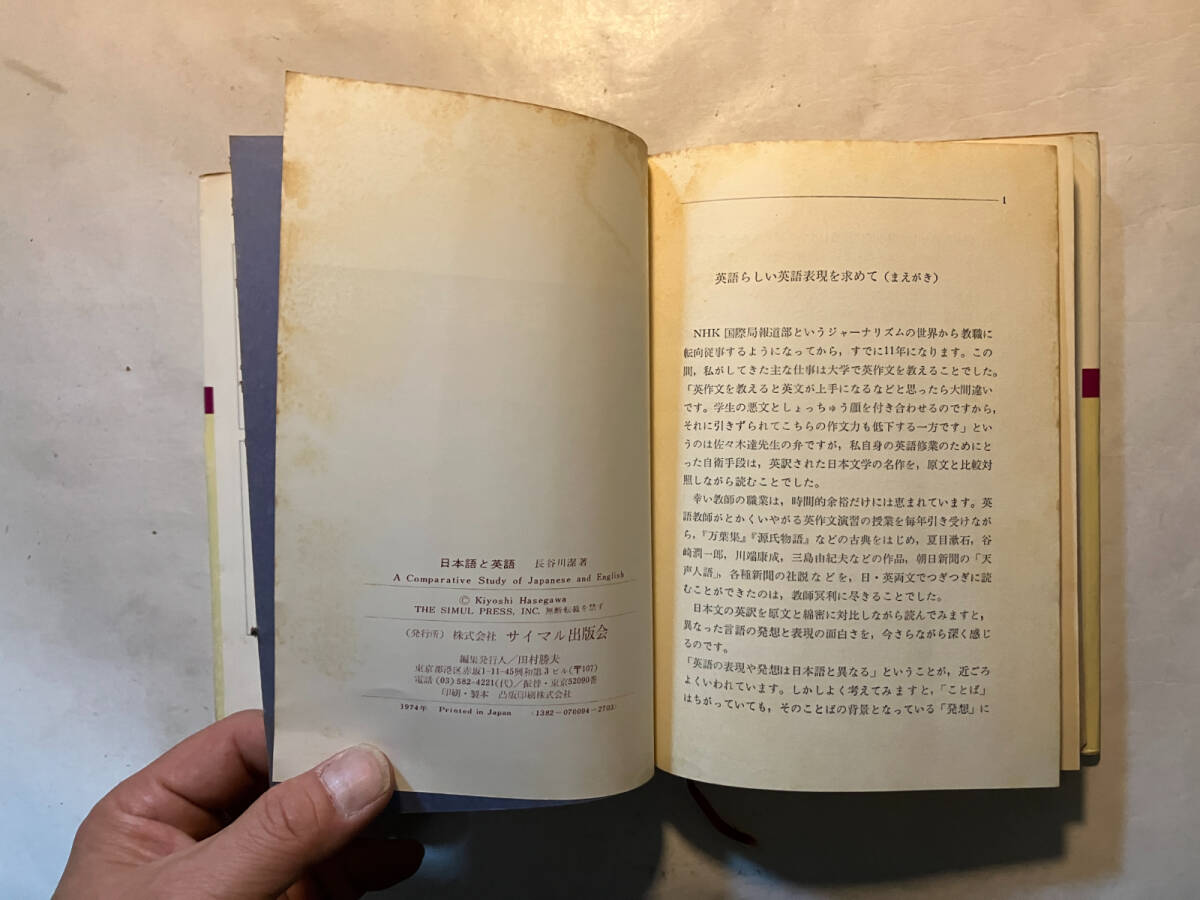 日本語と英語 長谷川潔著
A Comparative Study of Japanese and English
© Kiyoshi Hasegawa
THE SIMUL PRESS, INC. 無断転載を禁ず
(発行所) 株式会社 サイマル出版会
編集発行人/田村勝夫
東京都港区赤坂1-11-45興和第3ビル(〒107)
電話(03)582-4221(代)/振替・東京52090番
印刷・製本 凸版印刷株式会社
1974年 Printed in Japan 〈1382-070094-2703〉
1
英語らしい英語表現を求めて(まえがき)
NHK国際局報道部というジャーナリズムの世界から教職に
転向従事するようになってから,すでに11年になります。この
間,私がしてきた主な仕事は大学で英作文を教えることでした。
「英作文を教えると英文が上手になるなどと思ったら大間違い
です。学生の悪文としょっちゅう顔を付き合わせるのですから,
それに引きずられてこちらの作文力も低下する一方です」とい
うのは佐々木達先生の弁ですが,私自身の英語修業のためにと
った自衛手段は,英訳された日本文学の名作を,原文と比較対
照しながら読むことでした。
幸い教師の職業は,時間的余裕だけには恵まれています。英
語教師がとかくいやがる英作文演習の授業を毎年引き受けなが
ら,『万葉集』『源氏物語』などの古典をはじめ,夏目漱石,谷
崎潤一郎,川端康成,三島由紀夫などの作品,朝日新聞の「天
声人語」,各種新聞の社説などを,日・英両文でつぎつぎに読
むことができたのは,教師冥利に尽きることでした。
日本文の英訳を原文と綿密に対比しながら読んでみますと,
異なった言語の発想と表現の面白さを,今さらながら深く感じ
るのです。
「英語の表現や発想は日本語と異なる」ということが,近ごろ
よくいわれています。しかしよく考えてみますと,「ことば」
はちがっていても,そのことばの背景となっている「発想」に